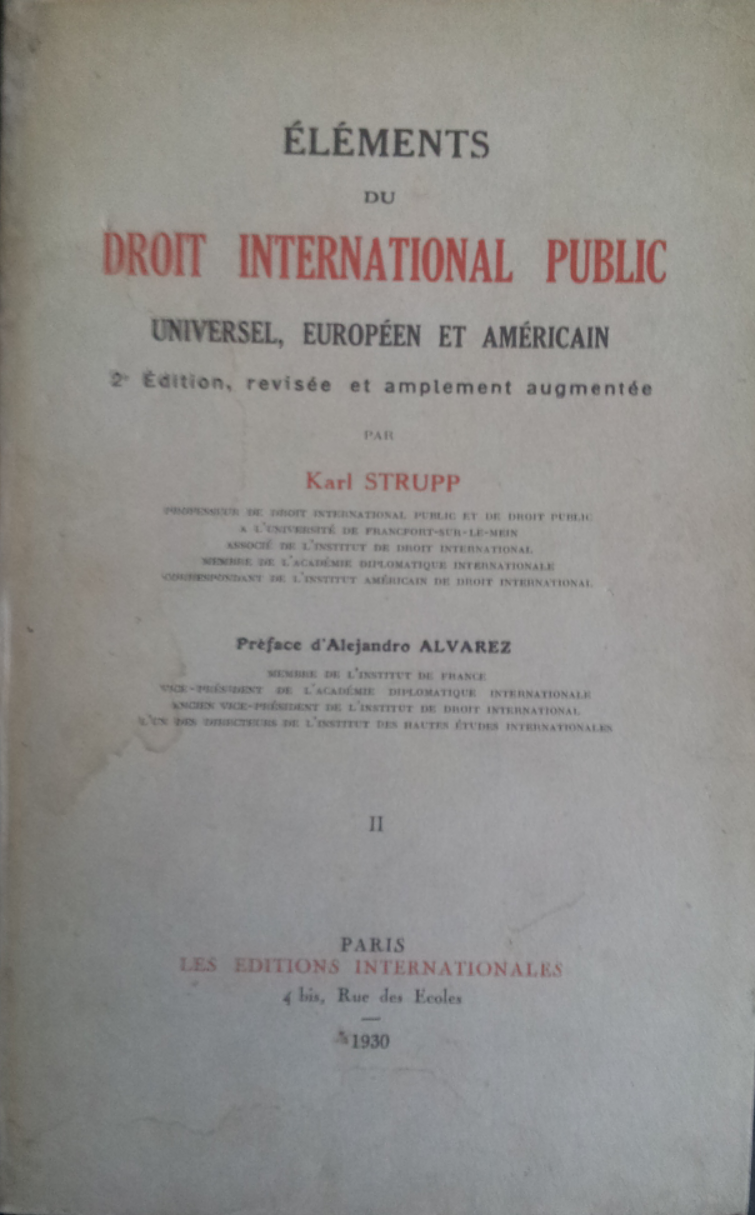 ÉLÉMENTS
DU
DROIT INTERNATIONAL PUBLIC
UNIVERSEL, EUROPÉEN ET AMÉRICAIN
2e Édition, revisée et amplement augmentée
PAR
Karl STRUPP
PROFESSEUR DE DROIT INTERNATIONAL PUBLIC ET DE DROIT PUBLIC
A L'UNIVERSITÉ DE FRANCFORT-SUR-LE-MEIN
ASSOCIÉ DE L'INSTITUT DE DROIT INTERNATIONAL
MEMBRE DE L'ACADÉMIE DIPLOMATIQUE INTERNATIONALE
CORRESPONDANT DE L'INSTITUT AMÉRICAIN DE DROIT INTERNATIONAL
Préface d'Alejandro ALVAREZ
MEMBRE DE L'INSTITUT DE FRANCE
VICE-PRÉSIDENT DE L'ACADÉMIE DIPLOMATIQUE INTERNATIONALE
ANCIEN VICE-PRÉSIDENT DE L'INSTITUT DE DROIT INTERNATIONAL
L'UN DES DIRECTEURS DE L'INSTITUT DES HAUTES ÉTUDES INTERNATIONALES
II
PARIS
LES EDITIONS INTERNATIONALES
4 bis, Rue des Ecoles
1930